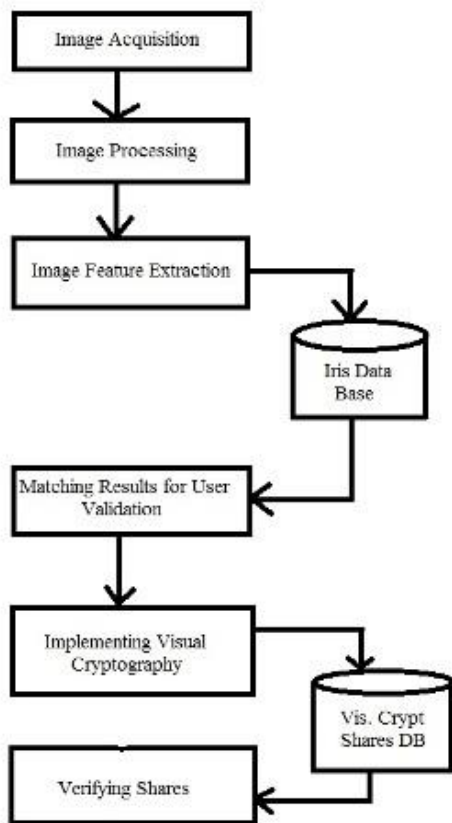 Image Acquisition
Image Processing
Image Feature Extraction
Iris Data
Base
Matching Results for User
Validation
Implementing Visual
Cryptography
Vis. Crypt
Shares DB
Verifying Shares